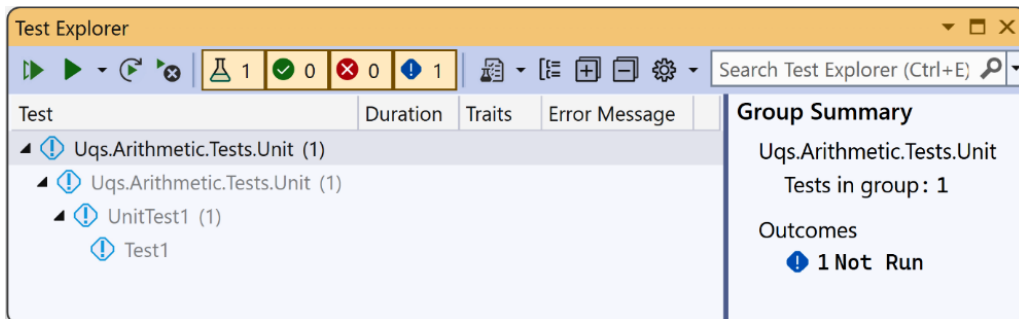 Test Explorer
1 0 0 1 Search Test Explorer (Ctrl+E)
Test Duration Traits Error Message
Uqs.Arithmetic.Tests.Unit (1)
Uqs.Arithmetic.Tests.Unit (1)
UnitTest1 (1)
Test1
Group Summary
Uqs.Arithmetic.Tests.Unit
Tests in group: 1
Outcomes
1 Not Run